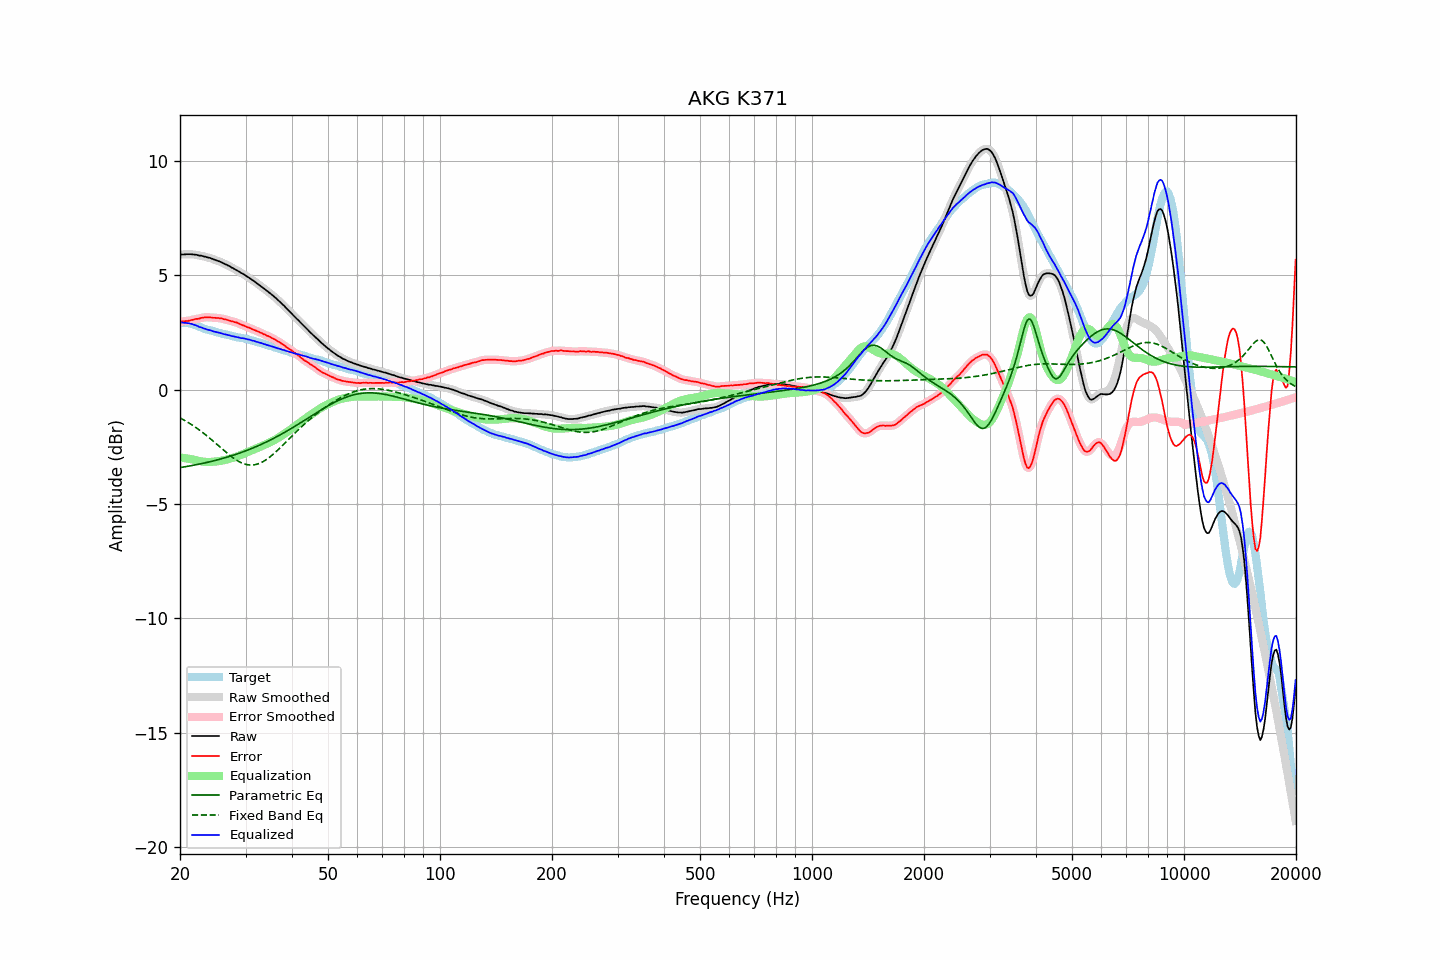 AKG K371
10
5
0
−5
−10
−15
−20
Amplitude (dBr)
Target
Raw Smoothed
Error Smoothed
Raw
Error
Equalization
Parametric Eq
Fixed Band Eq
Equalized
20 50 100 200 500 1000 2000 5000 10000 20000
Frequency (Hz)